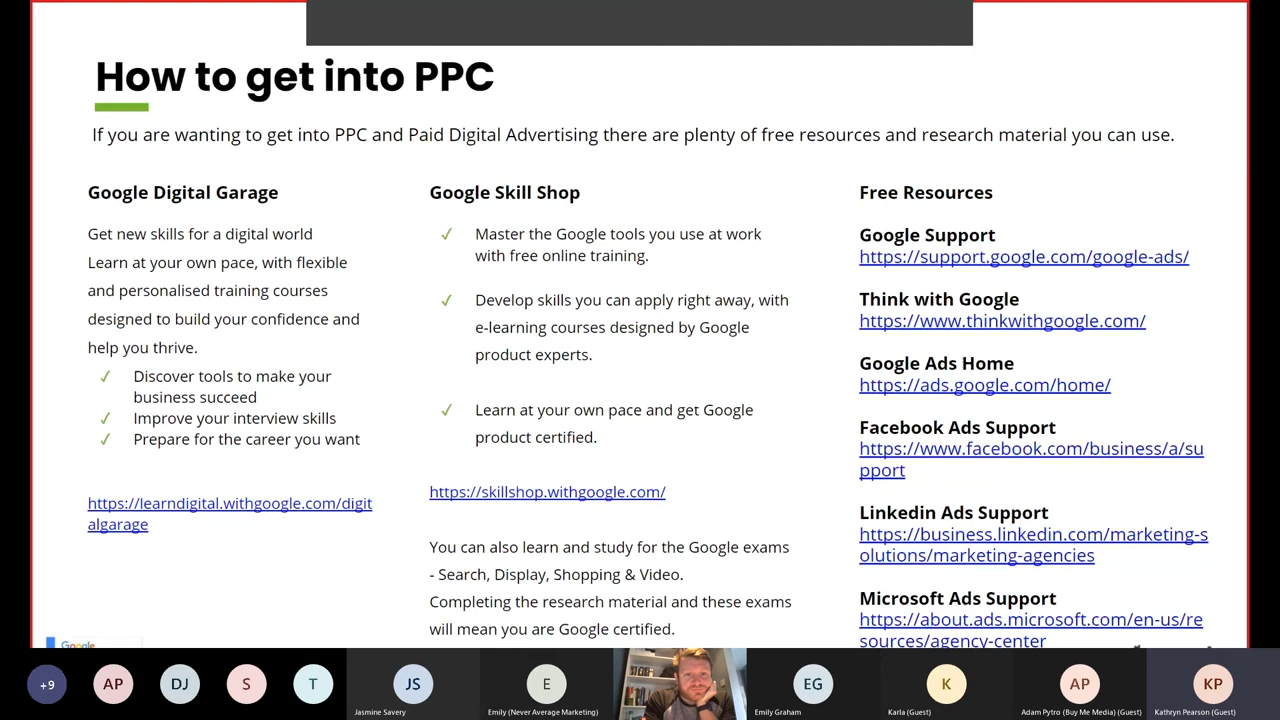 How to get into PPC
If you are wanting to get into PPC and Paid Digital Advertising there are plenty of free resources and research material you can use.
Google Digital Garage
Get new skills for a digital world
Learn at your own pace, with flexible
and personalised training courses
designed to build your confidence and
help you thrive.
✓ Discover tools to make your
business succeed
✓ Improve your interview skills
✓ Prepare for the career you want
https://learndigital.withgoogle.com/digit
algarage
Google
Google Skill Shop
✓ Master the Google tools you use at work
with free online training.
✓ Develop skills you can apply right away, with
e-learning courses designed by Google
product experts.
✓ Learn at your own pace and get Google
product certified.
https://skillshop.withgoogle.com/
You can also learn and study for the Google exams
- Search, Display, Shopping & Video.
Completing the research material and these exams
will mean you are Google certified.
Free Resources
Google Support
https://support.google.com/google-ads/
Think with Google
https://www.thinkwithgoogle.com/
Google Ads Home
https://ads.google.com/home/
Facebook Ads Support
https://www.facebook.com/business/a/su
pport
Linkedin Ads Support
https://business.linkedin.com/marketing-s
olutions/marketing-agencies
Microsoft Ads Support
https://about.ads.microsoft.com/en-us/re
sources/agency-center
+9
AP
DJ
S
T
JS
Jasmine Savery
E
Emily (Never Average Marketing)
EG
Emily Graham
K
Karla (Guest)
AP
Adam Pytro (Buy Me Media) (Guest)
KP
Kathryn Pearson (Guest)